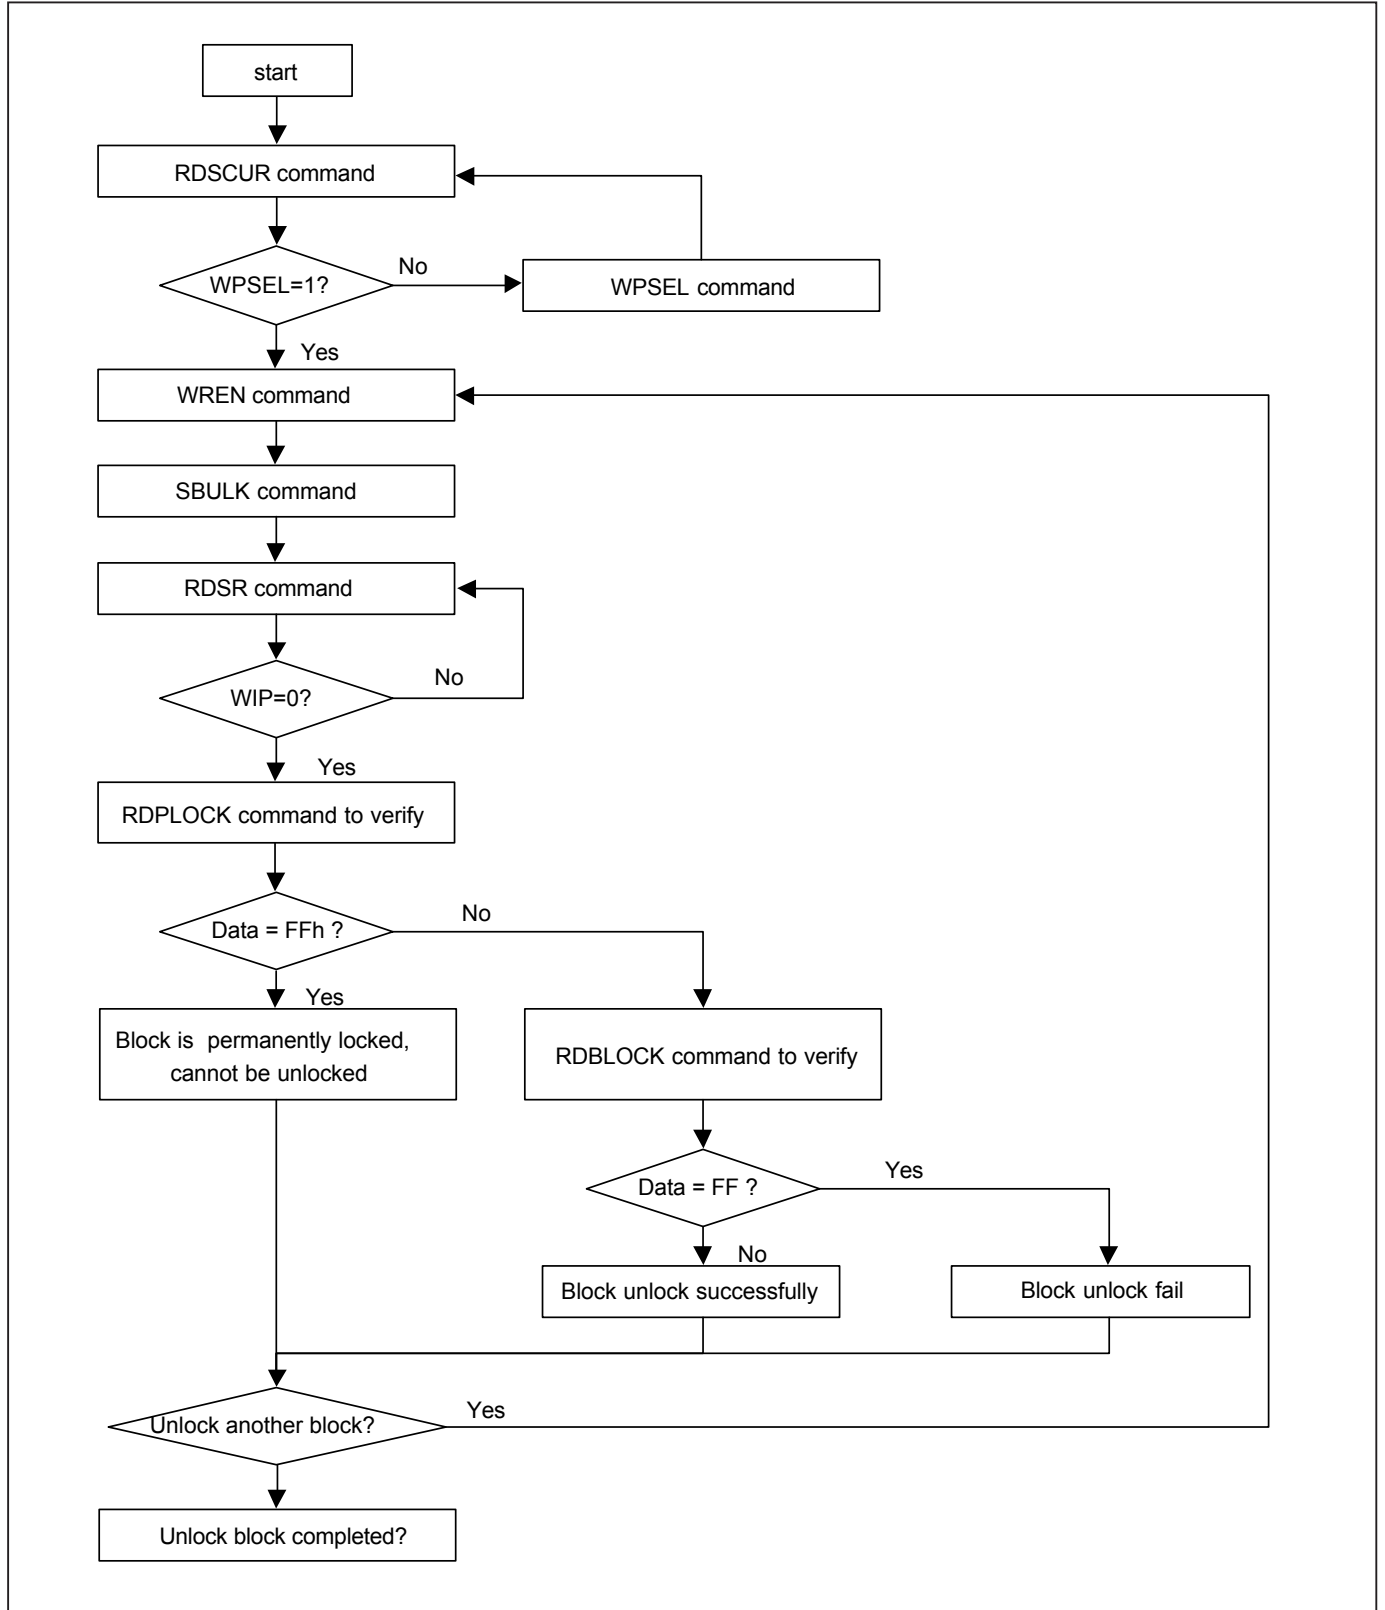 start
RDSCUR command
WPSEL=1?
No
WPSEL command
Yes
WREN command
SBULK command
RDSR command
WIP=0?
No
Yes
RDPLOCK command to verify
Data = FFh ?
No
Yes
Block is permanently locked,
cannot be unlocked
RDBLOCK command to verify
Data = FF ?
Yes
No
Block unlock successfully
Block unlock fail
Unlock another block?
Yes
Unlock block completed?